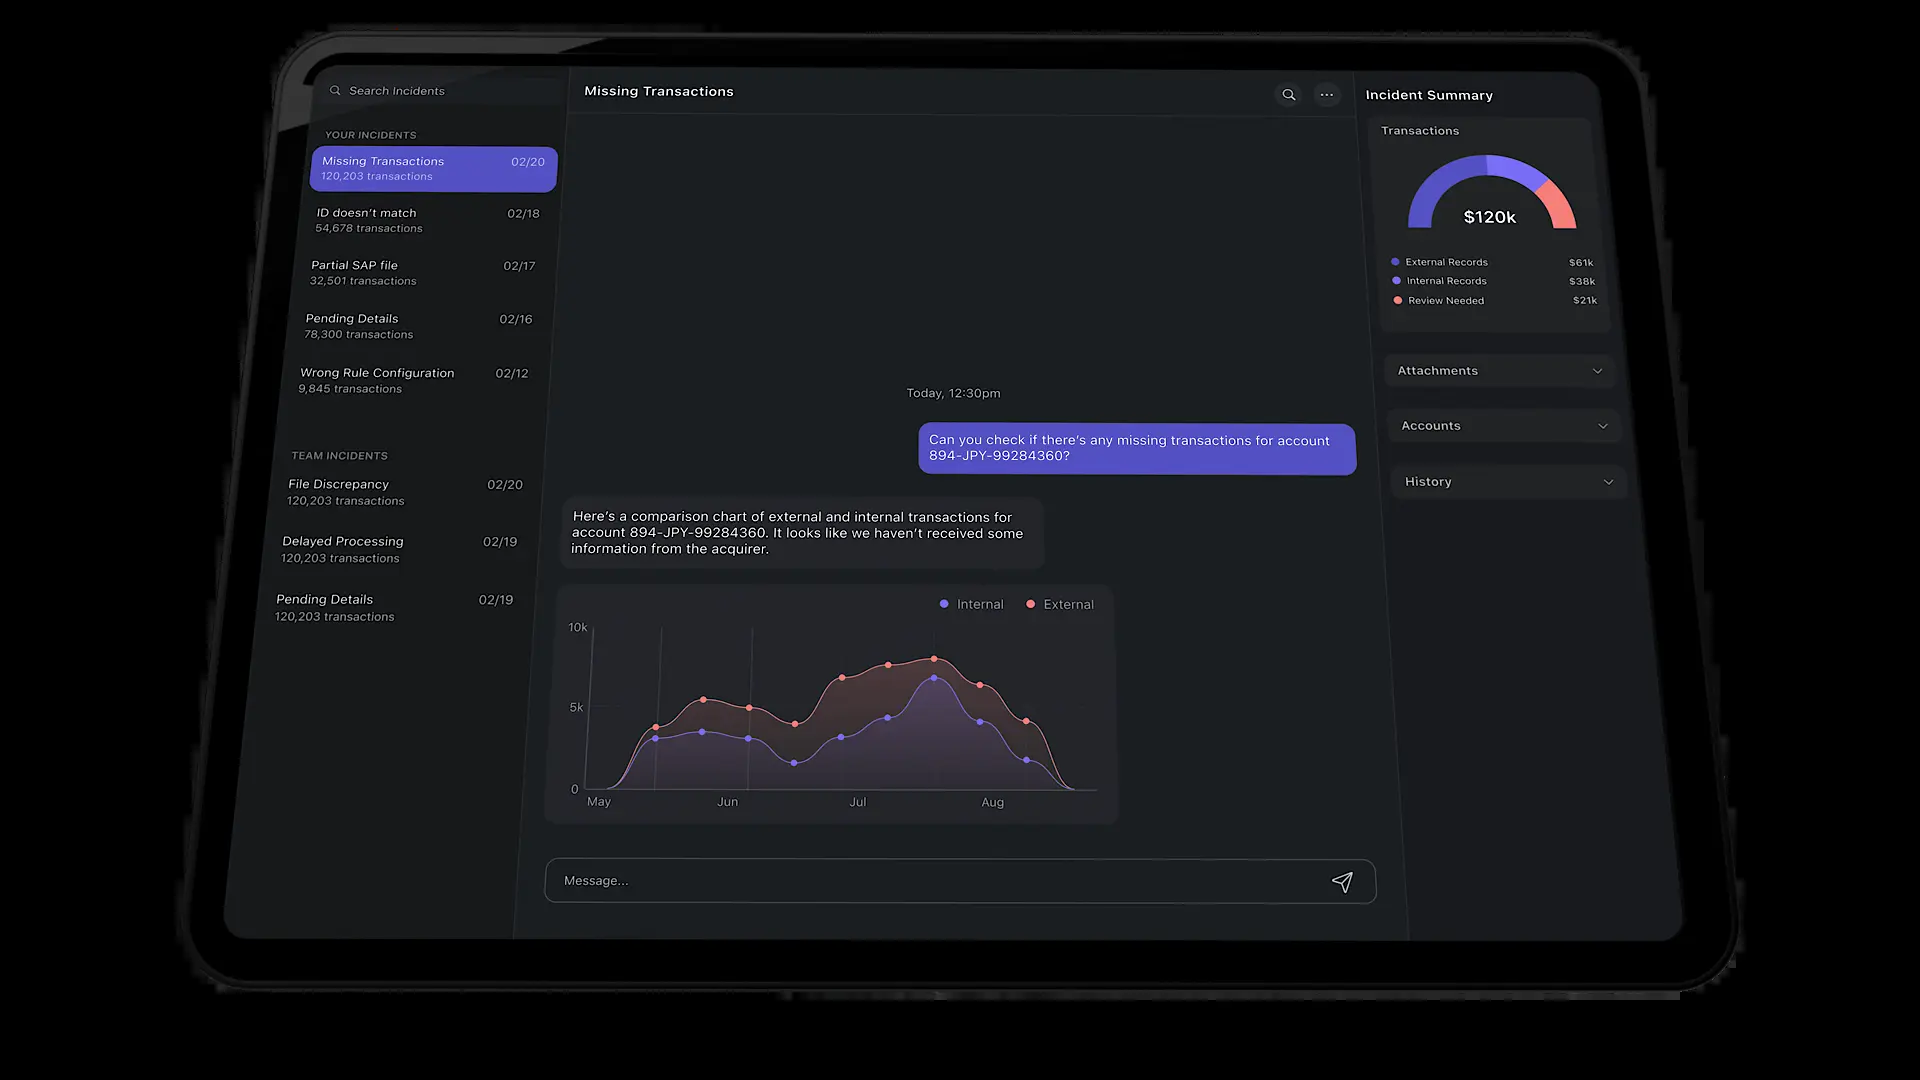 Search Incidents
YOUR INCIDENTS
Missing Transactions 02/20
120,203 transactions
ID doesn’t match 02/18
54,678 transactions
Partial SAP file 02/17
32,501 transactions
Pending Details 02/16
78,300 transactions
Wrong Rule Configuration 02/12
9,845 transactions
TEAM INCIDENTS
File Discrepancy 02/20
120,203 transactions
Delayed Processing 02/19
120,203 transactions
Pending Details 02/19
120,203 transactions
Missing Transactions
Today, 12:30pm
Can you check if there’s any missing transactions for account
894-JPY-99284360?
Here’s a comparison chart of external and internal transactions for
account 894-JPY-99284360. It looks like we haven’t received some
information from the acquirer.
Internal External
10k
5k
0
May Jun Jul Aug
Message...
Incident Summary
Transactions
$120k
External Records $61k
Internal Records $38k
Review Needed $21k
Attachments
Accounts
History